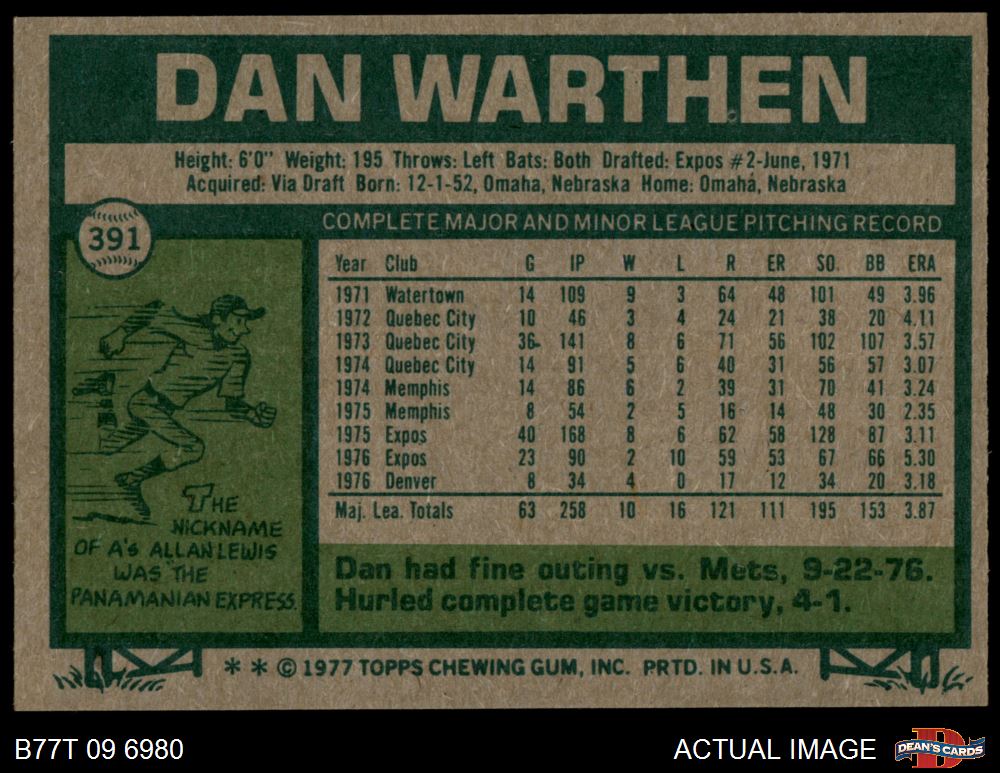 DAN WARTHEN
Height: 6'0" Weight: 195 Throws: Left Bats: Both Drafted: Expos #2-June, 1971
Acquired: Via Draft Born: 12-1-52, Omaha, Nebraska Home: Omaha, Nebraska
391
COMPLETE MAJOR AND MINOR LEAGUE PITCHING RECORD
Year Club G IP W L R ER SO BB ERA
1971 Watertown 14 109 9 3 64 48 101 49 3.96
1972 Quebec City 10 46 3 4 24 21 38 20 4.11
1973 Quebec City 36 141 8 6 71 56 102 107 3.57
1974 Quebec City 14 91 5 6 40 31 56 57 3.07
1974 Memphis 14 86 6 2 39 31 70 41 3.24
1975 Memphis 8 54 2 5 16 14 48 30 2.35
1975 Expos 40 168 8 6 62 58 128 87 3.11
1976 Expos 23 90 2 10 59 53 67 66 5.30
1976 Denver 8 34 4 0 17 12 34 20 3.18
Maj. Lea. Totals 63 258 10 16 121 111 195 153 3.87
THE
NICKNAME
OF A's ALLAN LEWIS
WAS THE
PANAMANIAN EXPRESS.
Dan had fine outing vs. Mets, 9-22-76.
Hurled complete game victory, 4-1.
* * © 1977 TOPPS CHEWING GUM, INC. PRTD. IN U.S.A.
B77T 09 6980
ACTUAL IMAGE
D
DEAN'S CARDS